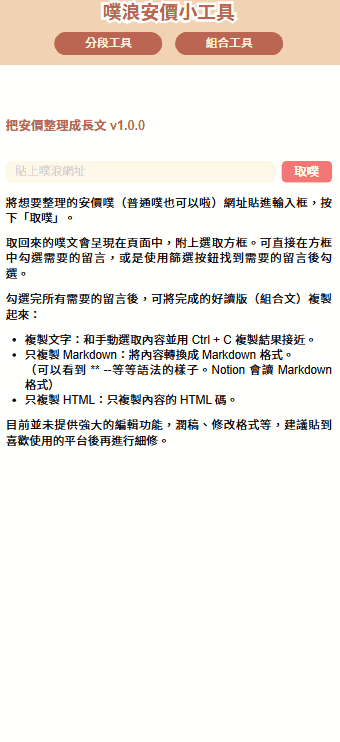 噗浪安價小工具
分段工具 組合工具
把安價整理成長文 v1.0.0
貼上噗浪網址 取噗
將想要整理的安價噗（普通噗也可以啦）網址貼進輸入框，按
下「取噗」。
取回來的噗文會呈現在頁面中，附上選取方框。可直接在方框
中勾選需要的留言，或是使用篩選按鈕找到需要的留言後勾
選。
勾選完所有需要的留言後，可將完成的好讀版（組合文）複製
起來：
• 複製文字：和手動選取內容並用 Ctrl + C 複製結果接近。
• 只複製 Markdown：將內容轉換成 Markdown 格式。
（可以看到 ** --等等語法的樣子。Notion 會讀 Markdown
格式）
• 只複製 HTML：只複製內容的 HTML 碼。
目前並未提供強大的編輯功能，潤稿、修改格式等，建議貼到
喜歡使用的平台後再進行細修。